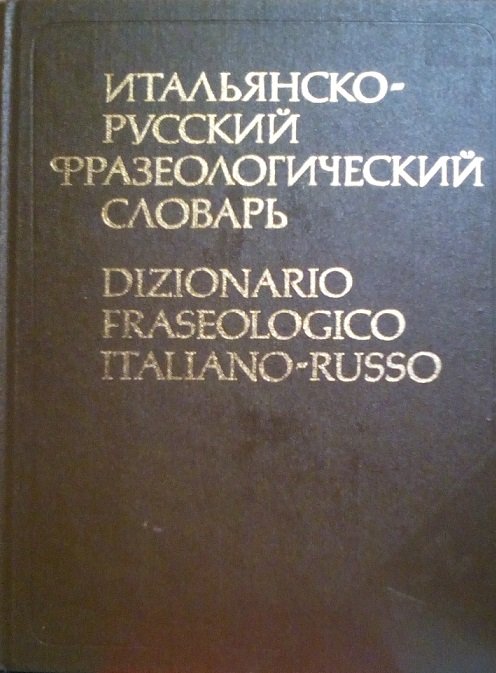 ИТАЛЬЯНСКО-
РУССКИЙ
ФРАЗЕОЛОГИЧЕСКИЙ
СЛОВАРЬ
DIZIONARIO
FRASEOLOGICO
ITALIANO-RUSSO